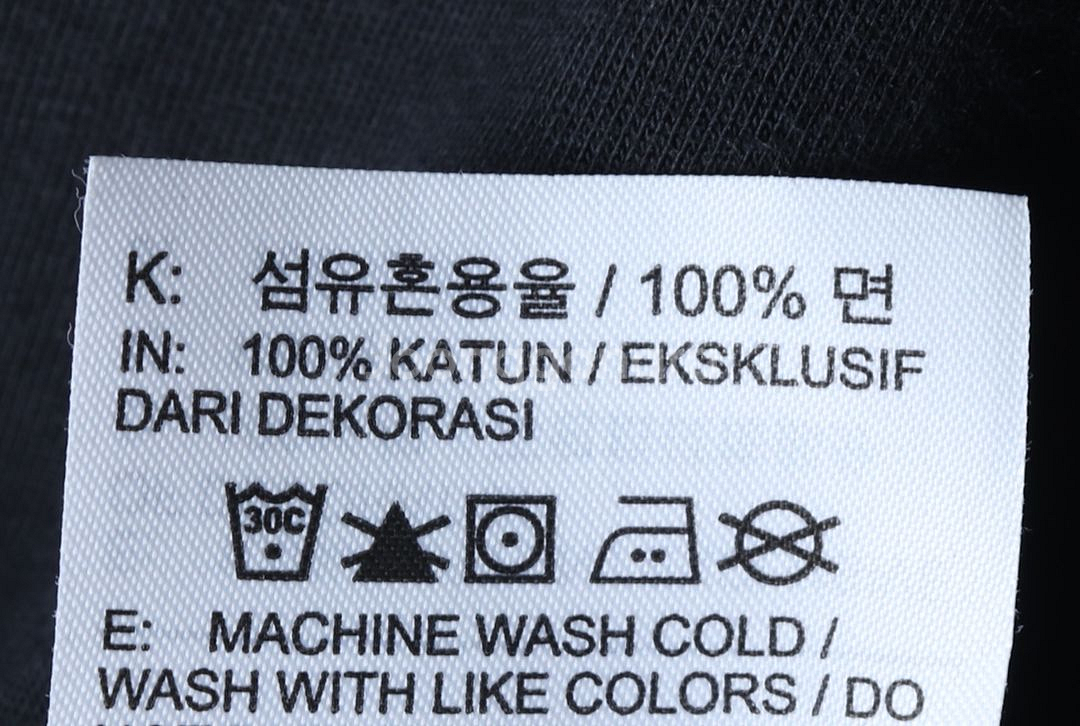 K: 섬유혼용율 / 100% 면
IN: 100% KATUN / EKSKLUSIF
DARI DEKORASI
30C
E: MACHINE WASH COLD /
WASH WITH LIKE COLORS / DO